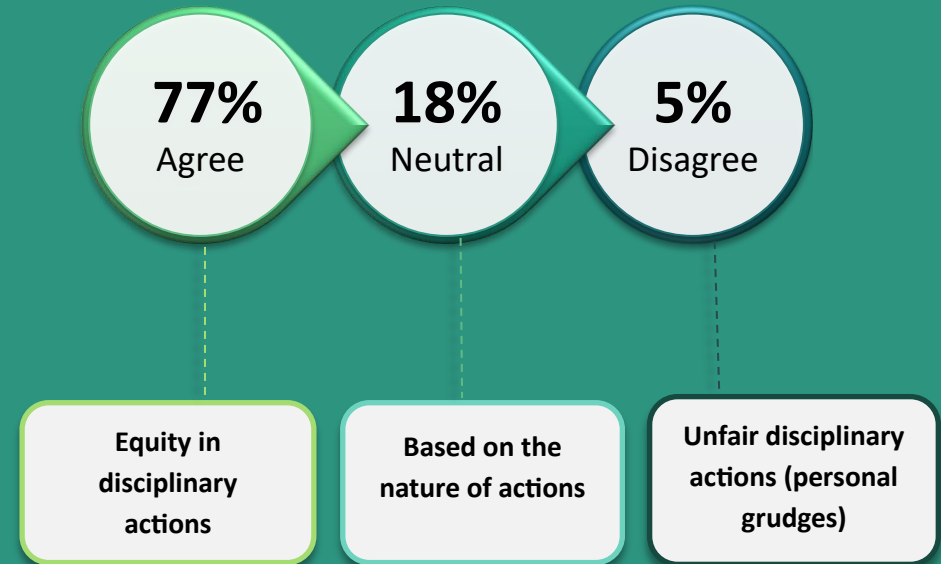 77%
Agree
18%
Neutral
5%
Disagree
Equity in
disciplinary
actions
Based on the
nature of actions
Unfair disciplinary
actions (personal
grudges)